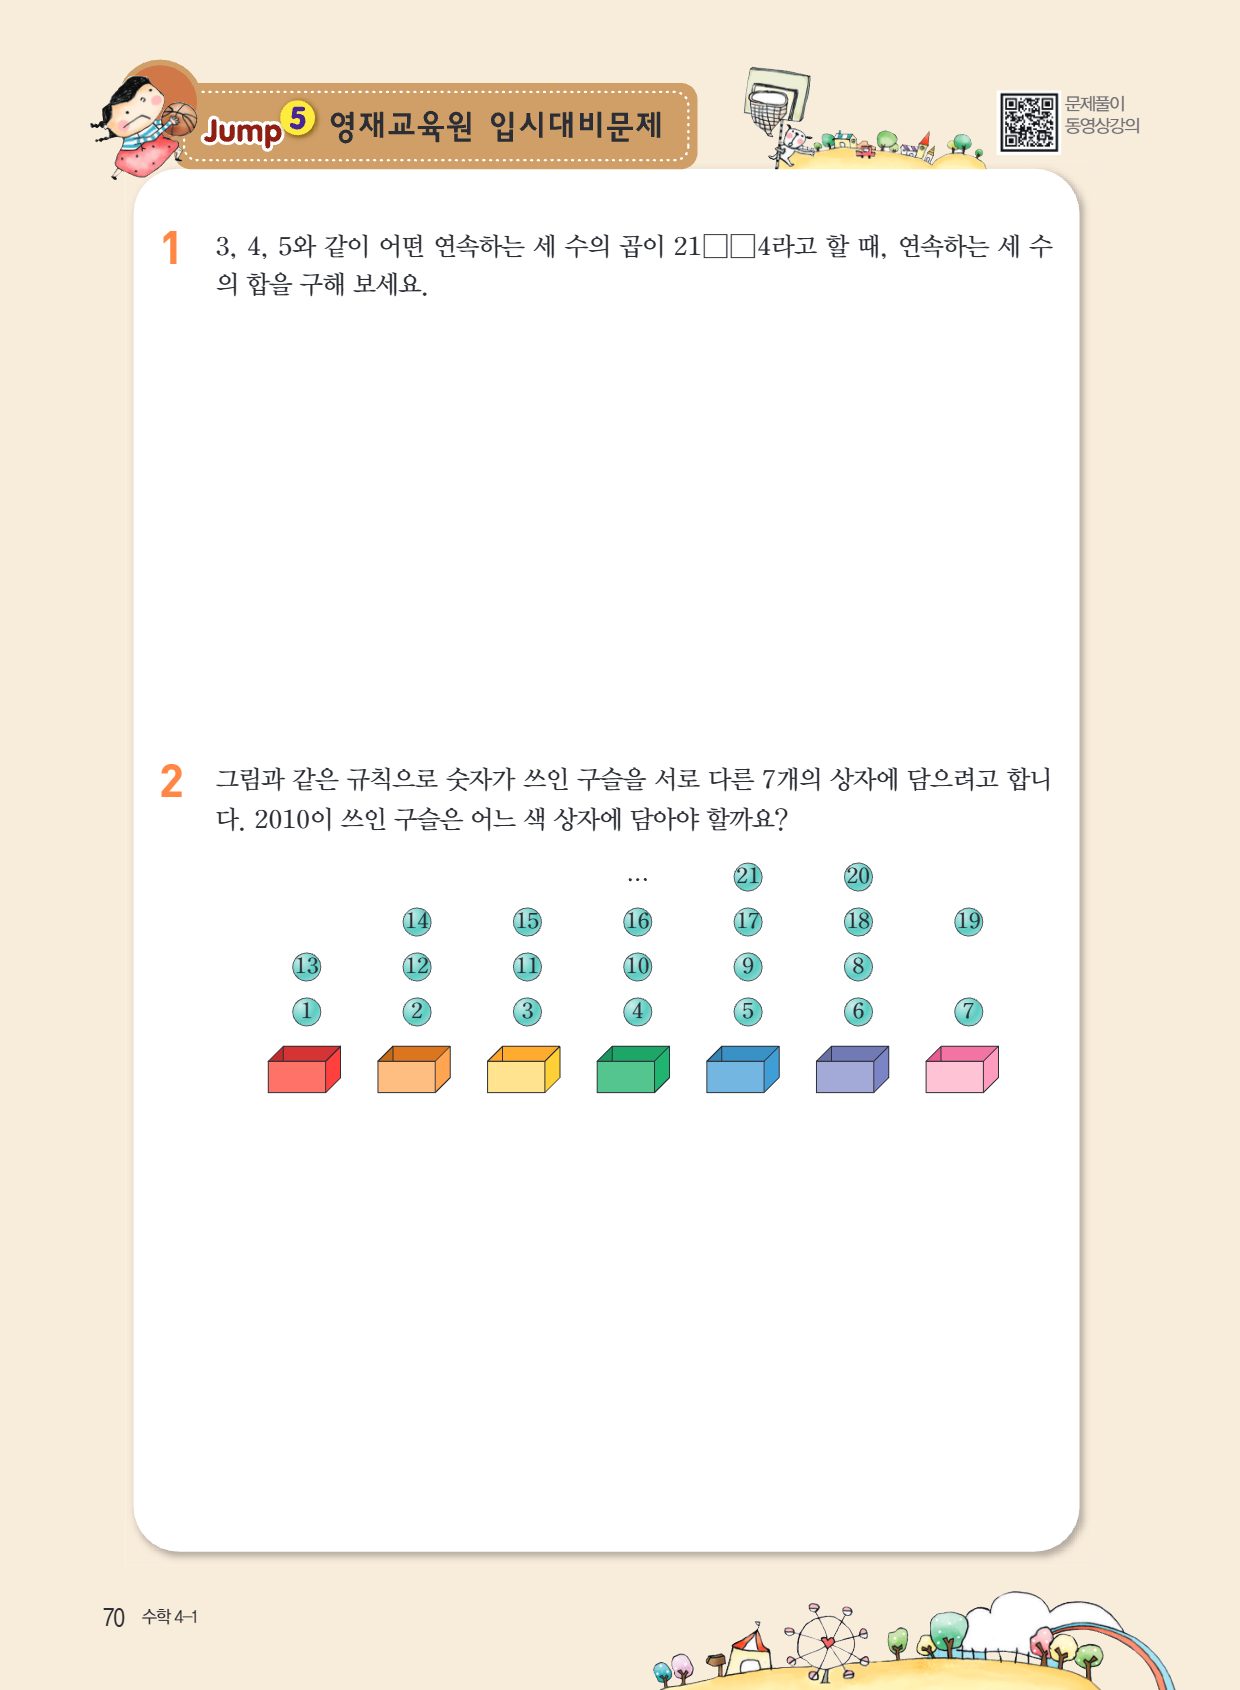 Jump 5 영재교육원 입시대비문제
문제풀이
동영상강의
1 3, 4, 5와 같이 어떤 연속하는 세 수의 곱이 21□□4라고 할 때, 연속하는 세 수
의 합을 구해 보세요.
2 그림과 같은 규칙으로 숫자가 쓰인 구슬을 서로 다른 7개의 상자에 담으려고 합니
다. 2010이 쓰인 구슬은 어느 색 상자에 담아야 할까요?
… 21 20
14 15 16 17 18 19
13 12 11 10 9 8
1 2 3 4 5 6 7
70 수학 4-1